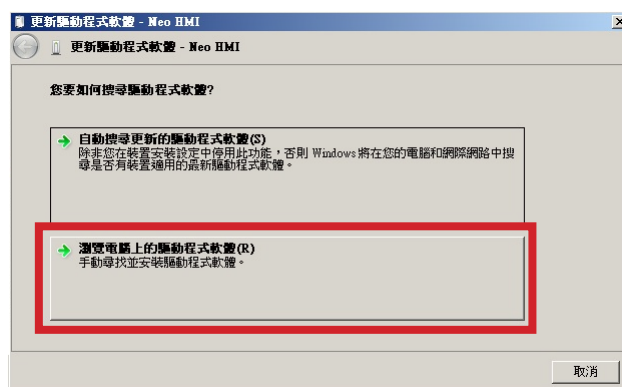 更新驅動程式軟體 - Neo HMI
更新驅動程式軟體 - Neo HMI
您要如何搜尋驅動程式軟體?
自動搜尋更新的驅動程式軟體(S)
除非您在裝置安裝設定中停用此功能，否則 Windows 將在您的電腦和網際網路中搜
尋是否有裝置適用的最新驅動程式軟體。
瀏覽電腦上的驅動程式軟體(R)
手動尋找並安裝驅動程式軟體。
取消